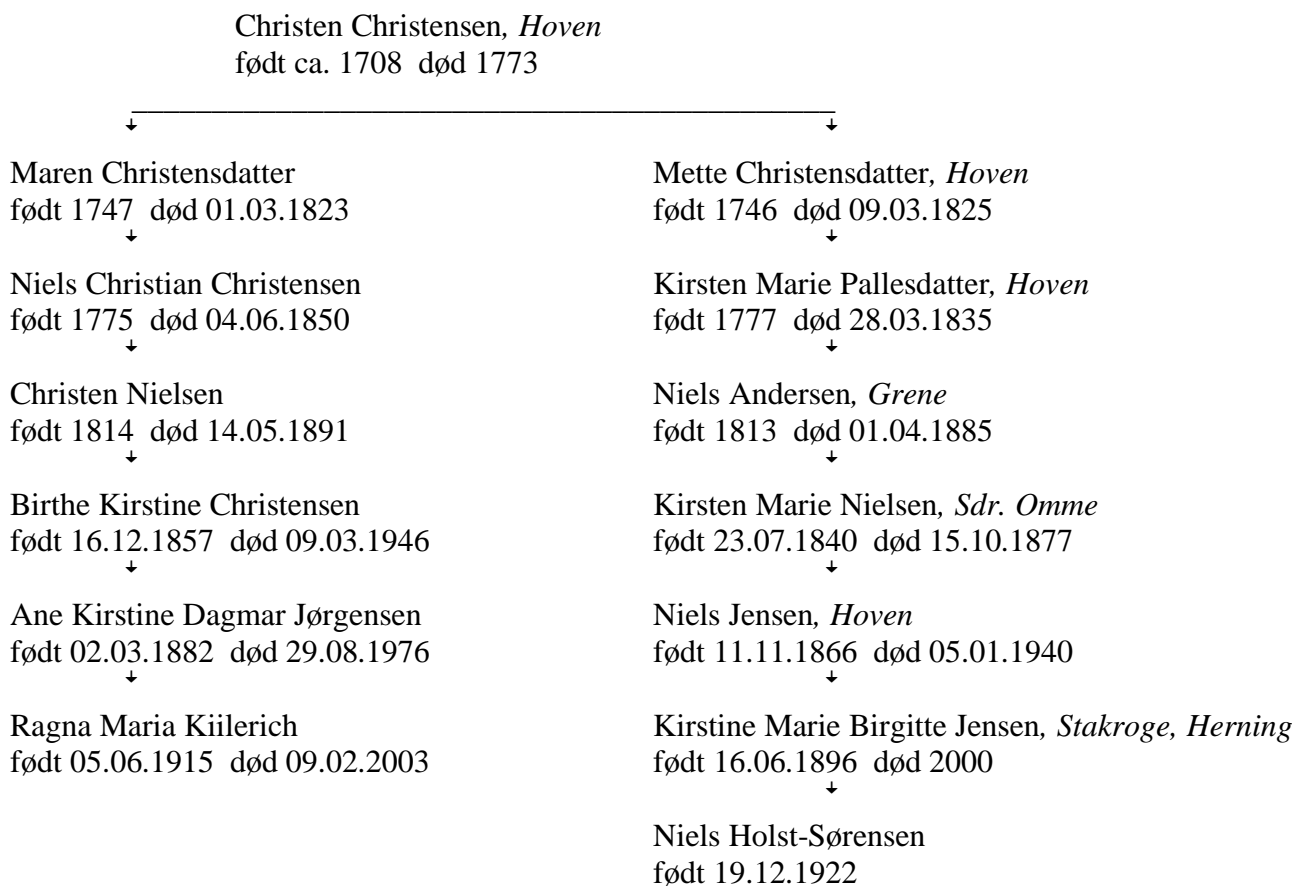 Christen Christensen, Hoven
født ca. 1708 død 1773
Maren Christensdatter
født 1747 død 01.03.1823
Niels Christian Christensen
født 1775 død 04.06.1850
Christen Nielsen
født 1814 død 14.05.1891
Birthe Kirstine Christensen
født 16.12.1857 død 09.03.1946
Ane Kirstine Dagmar Jørgensen
født 02.03.1882 død 29.08.1976
Ragna Maria Kiilerich
født 05.06.1915 død 09.02.2003
Mette Christensdatter, Hoven
født 1746 død 09.03.1825
Kirsten Marie Pallesdatter, Hoven
født 1777 død 28.03.1835
Niels Andersen, Grene
født 1813 død 01.04.1885
Kirsten Marie Nielsen, Sdr. Omme
født 23.07.1840 død 15.10.1877
Niels Jensen, Hoven
født 11.11.1866 død 05.01.1940
Kirstine Marie Birgitte Jensen, Stakroge, Herning
født 16.06.1896 død 2000
Niels Holst-Sørensen
født 19.12.1922